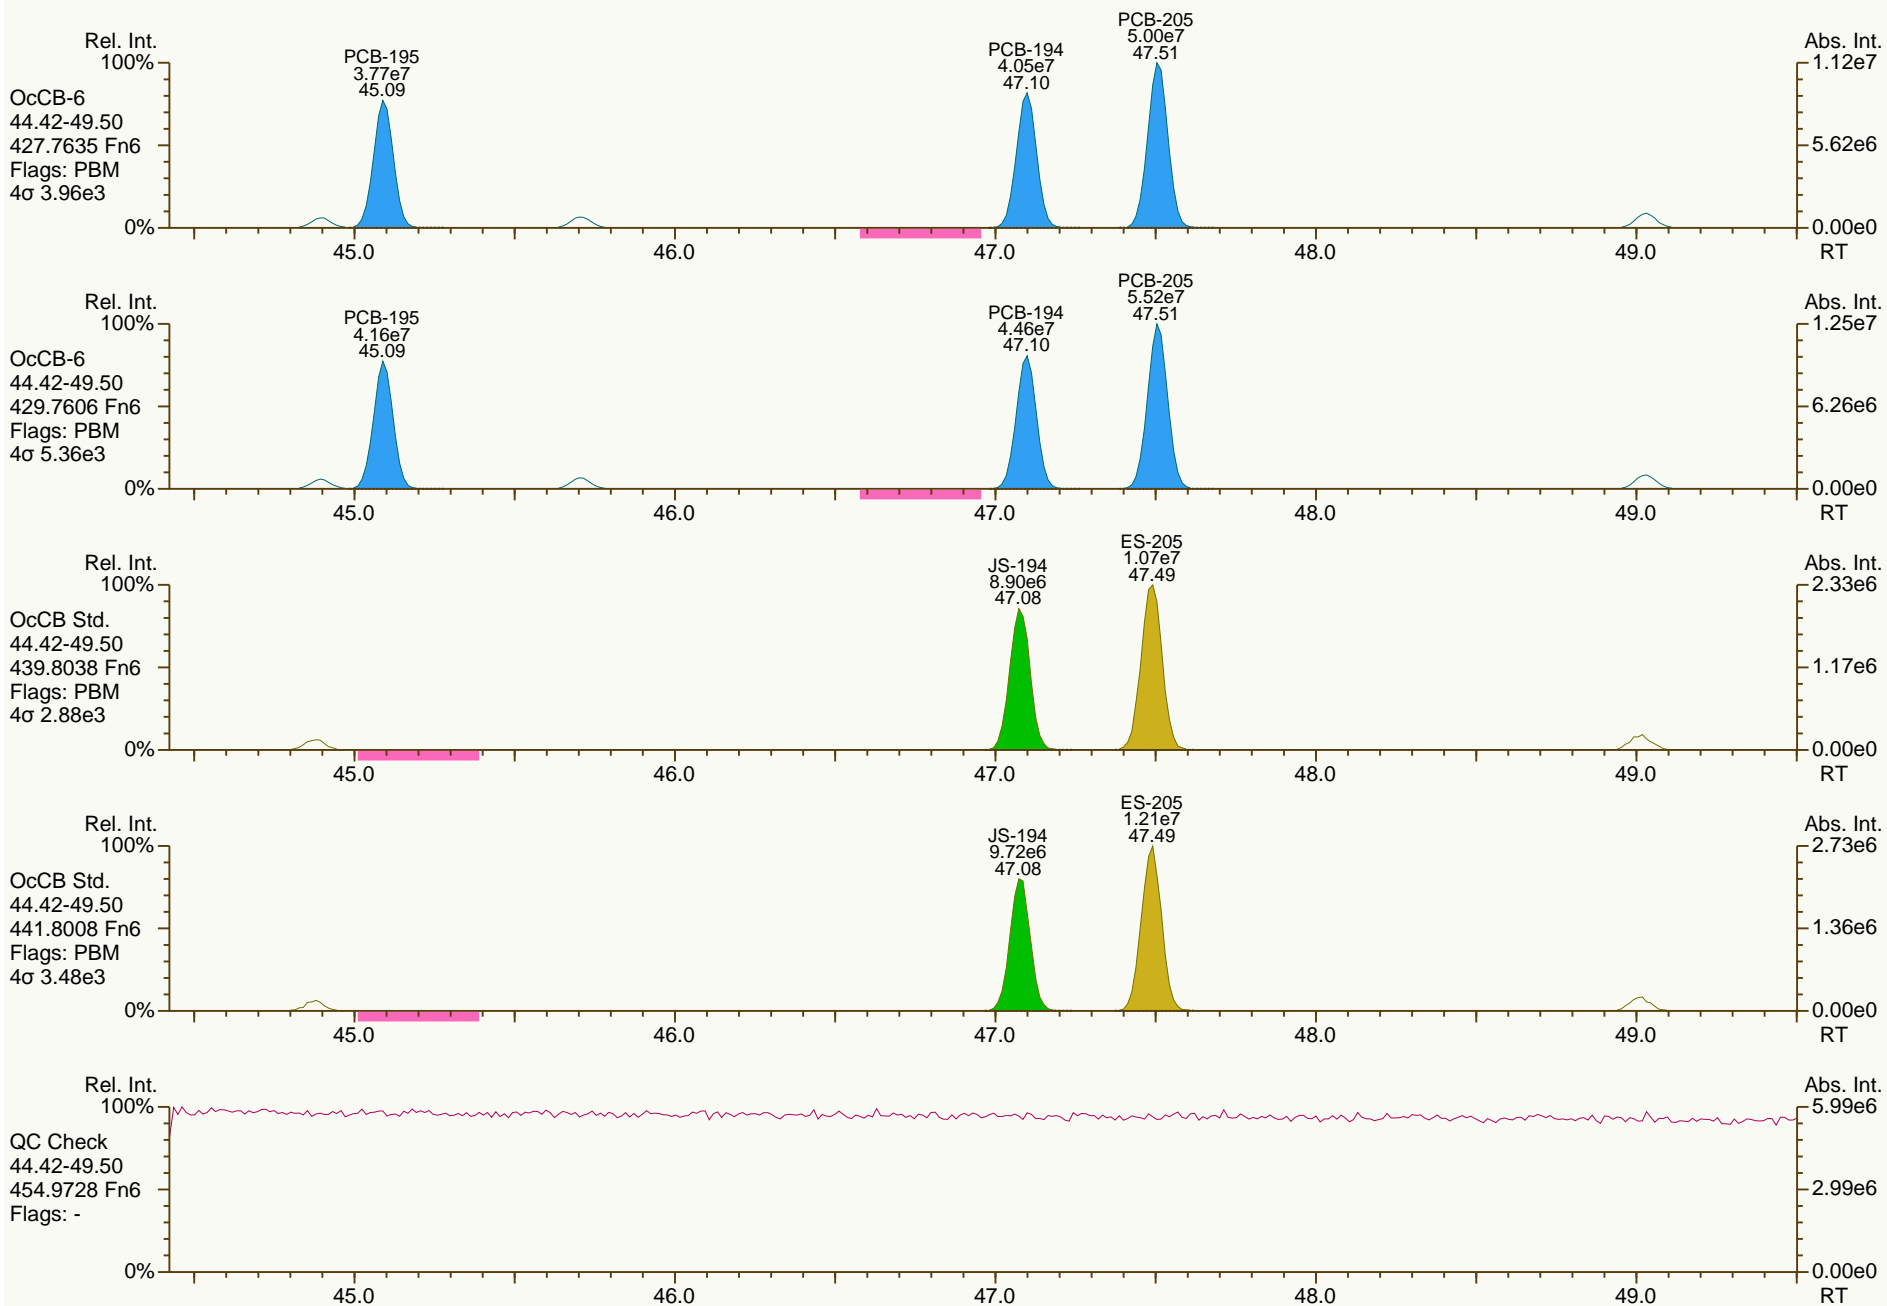 Rel. Int.
100%
0%
OcCB-6
44.42-49.50
427.7635 Fn6
Flags: PBM
4σ 3.96e3
PCB-195
3.77e7
45.09
PCB-194
4.05e7
47.10
PCB-205
5.00e7
47.51
Abs. Int.
1.12e7
5.62e6
0.00e0
45.0 46.0 47.0 48.0 49.0 RT
Rel. Int.
100%
0%
OcCB-6
44.42-49.50
429.7606 Fn6
Flags: PBM
4σ 5.36e3
PCB-195
4.16e7
45.09
PCB-194
4.46e7
47.10
PCB-205
5.52e7
47.51
Abs. Int.
1.25e7
6.26e6
0.00e0
45.0 46.0 47.0 48.0 49.0 RT
Rel. Int.
100%
0%
OcCB Std.
44.42-49.50
439.8038 Fn6
Flags: PBM
4σ 2.88e3
JS-194
8.90e6
47.08
ES-205
1.07e7
47.49
Abs. Int.
2.33e6
1.17e6
0.00e0
45.0 46.0 47.0 48.0 49.0 RT
Rel. Int.
100%
0%
OcCB Std.
44.42-49.50
441.8008 Fn6
Flags: PBM
4σ 3.48e3
JS-194
9.72e6
47.08
ES-205
1.21e7
47.49
Abs. Int.
2.73e6
1.36e6
0.00e0
45.0 46.0 47.0 48.0 49.0 RT
Rel. Int.
100%
0%
QC Check
44.42-49.50
454.9728 Fn6
Flags: -
Abs. Int.
5.99e6
2.99e6
0.00e0
45.0 46.0 47.0 48.0 49.0 RT